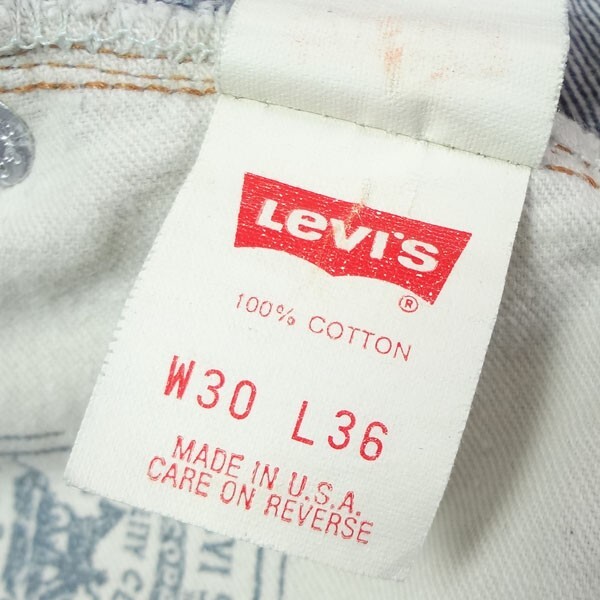 Levi's
®
100% COTTON
W30 L36
MADE IN U.S.A.
CARE ON REVERSE